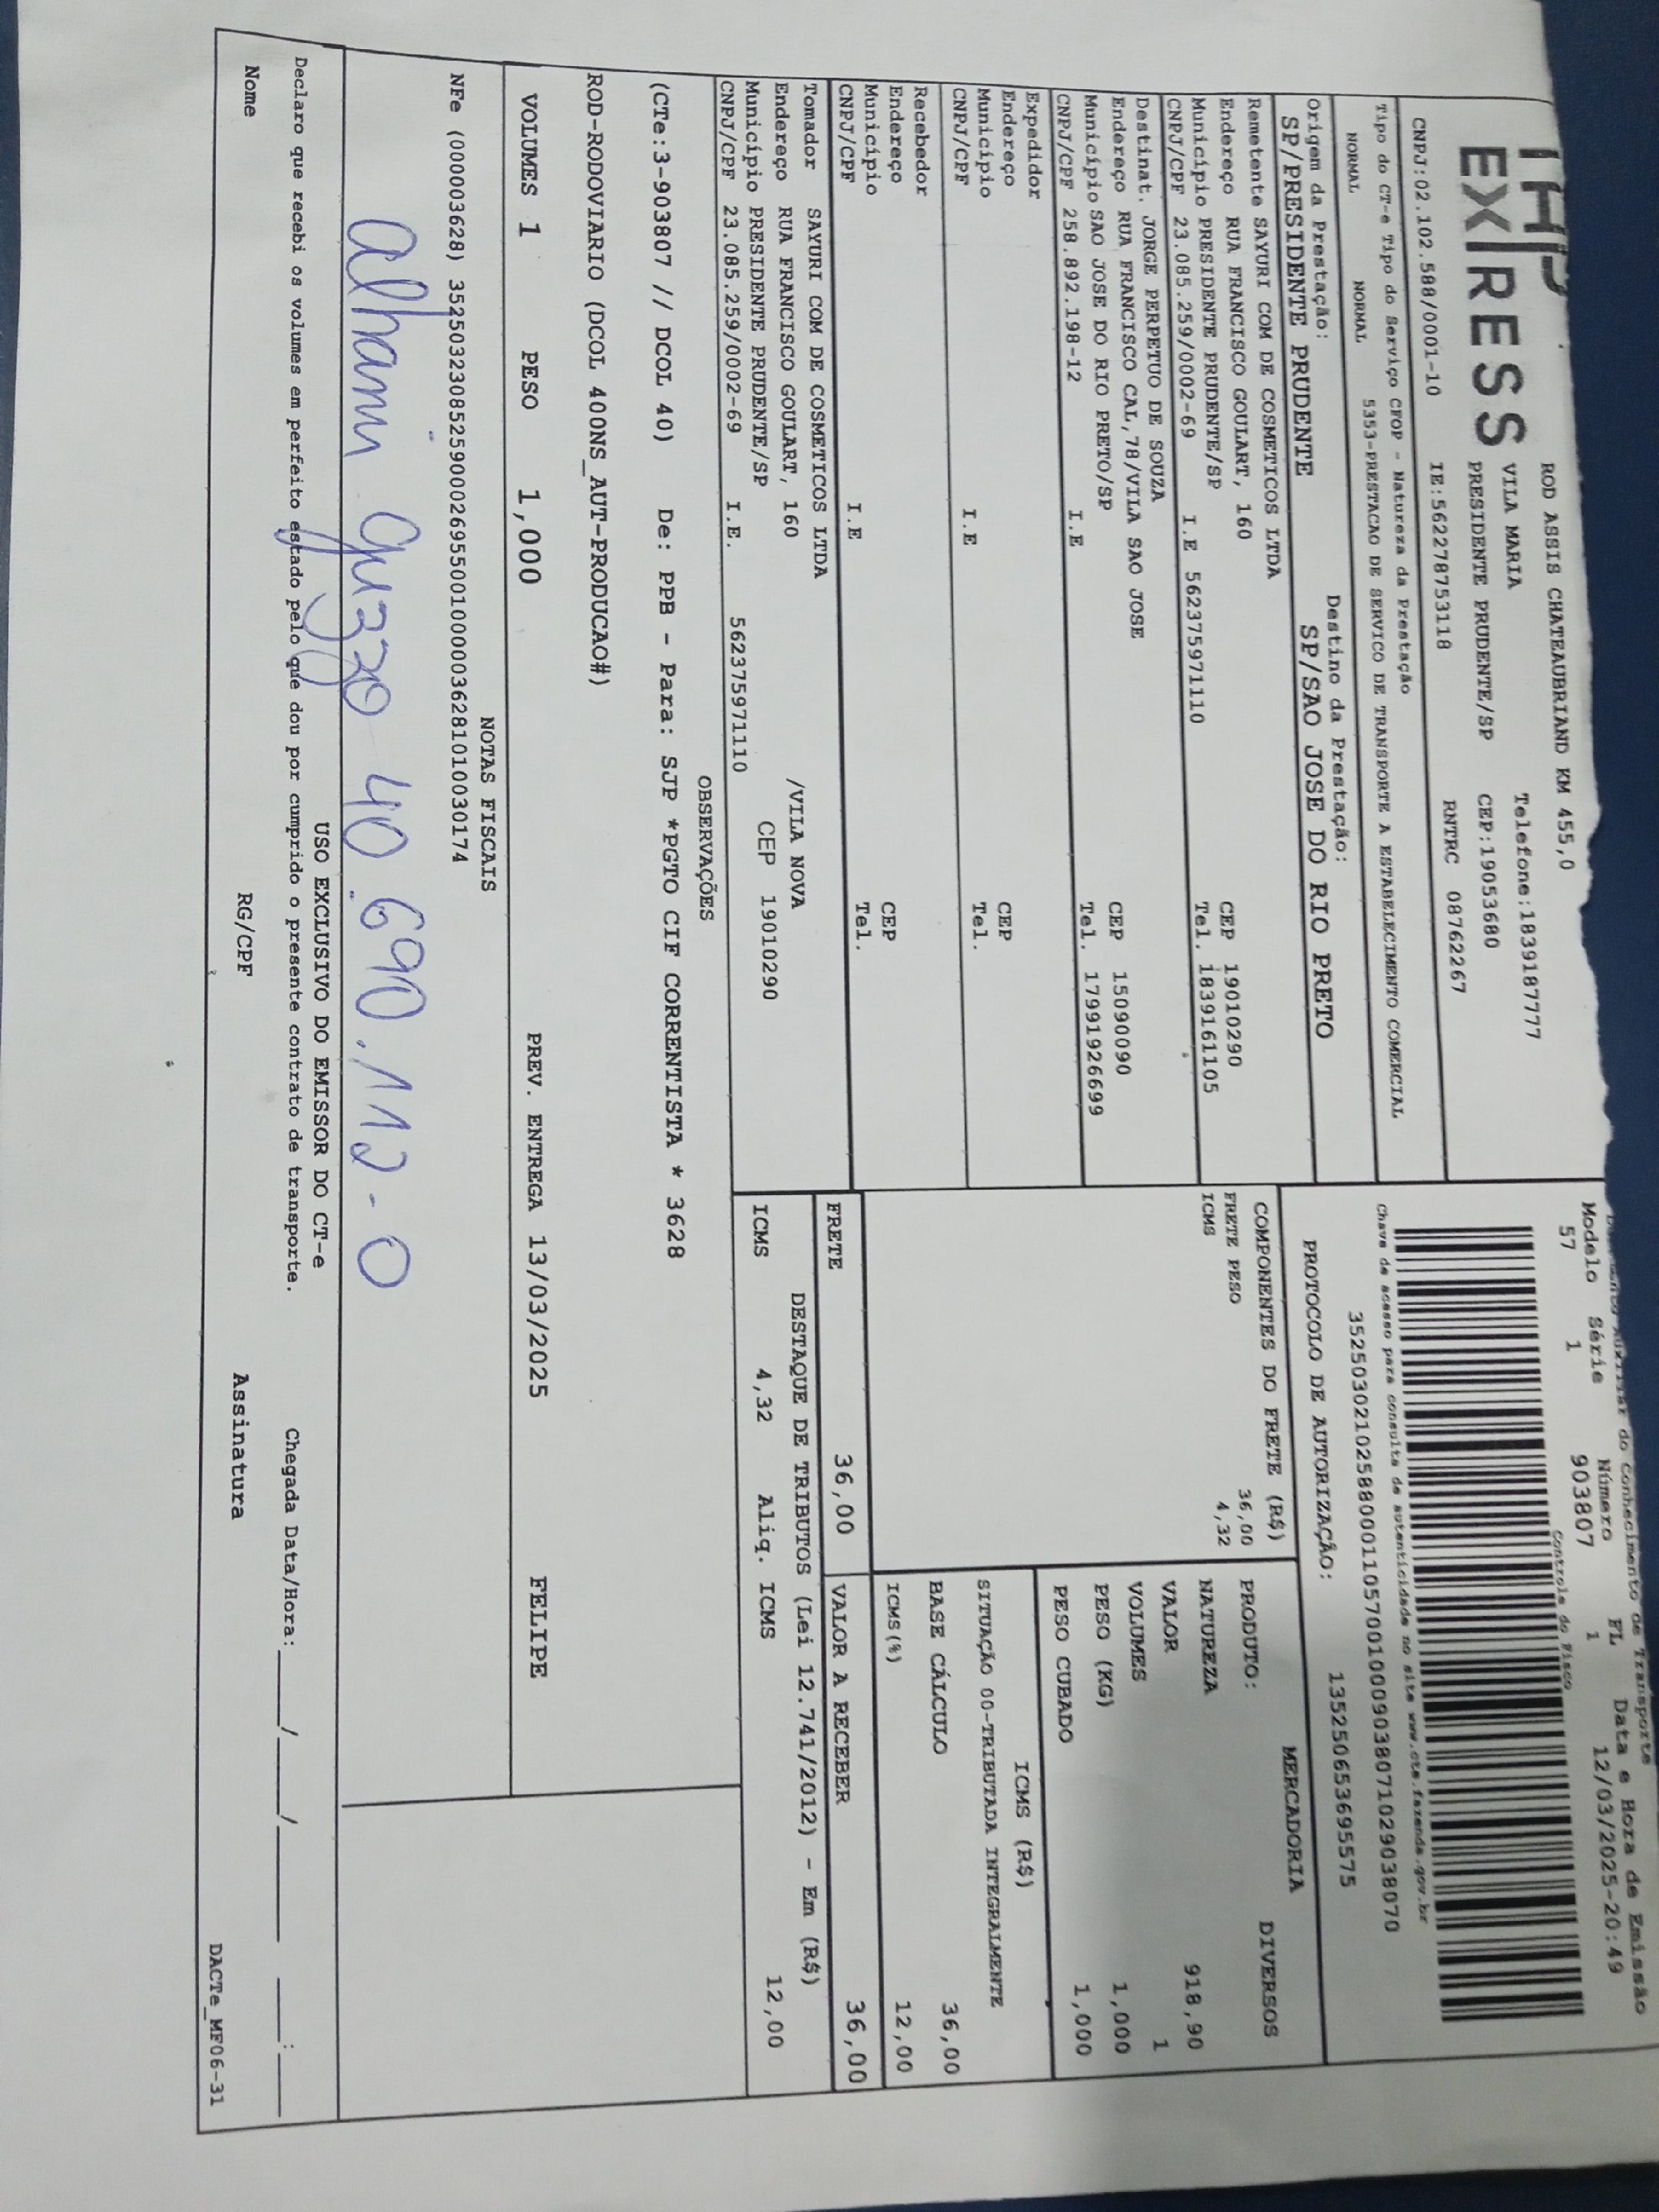 EXPRESS
ROD ASSIS CHATEAUBRIAND KM 455,0
VILA MARIA Telefone:1839187777
PRESIDENTE PRUDENTE/SP CEP:19053680
CNPJ:02.102.588/0001-10 IE:562278753118 RNTRC 08762267
Tipo do CT-e Tipo do Serviço CFOP - Natureza da Prestação
NORMAL NORMAL 5353-PRESTACAO DE SERVICO DE TRANSPORTE A ESTABELECIMENTO COMERCIAL
Origem da Prestação: Destino da Prestação:
SP/PRESIDENTE PRUDENTE SP/SAO JOSE DO RIO PRETO
Auxiliar do Conhecimento de Transporte
Modelo Série Número FL Data e Hora de Emissão
57 1 903807 1 12/03/2025-20:49
Controle do Fisco
Chave de acesso para consulta de autenticidade no site www.cte.fazenda.gov.br
35250302102588000110570010009038071029038070
PROTOCOLO DE AUTORIZAÇÃO: 135250653695575
Remetente SAYURI COM DE COSMETICOS LTDA
Endereço RUA FRANCISCO GOULART, 160 CEP 19010290
Município PRESIDENTE PRUDENTE/SP Tel. 1839161105
CNPJ/CPF 23.085.259/0002-69 I.E 562375971110
Destinat. JORGE PERPETUO DE SOUZA
Endereço RUA FRANCISCO CAL,78/VILA SAO JOSE CEP 15090090
Município SAO JOSE DO RIO PRETO/SP Tel. 17991926699
CNPJ/CPF 258.892.198-12 I.E
Expedidor
Endereço CEP
Município Tel.
CNPJ/CPF I.E
Recebedor
Endereço CEP
Município Tel.
CNPJ/CPF I.E
Tomador SAYURI COM DE COSMETICOS LTDA
Endereço RUA FRANCISCO GOULART, 160 /VILA NOVA
Município PRESIDENTE PRUDENTE/SP CEP 19010290
CNPJ/CPF 23.085.259/0002-69 I.E. 562375971110
COMPONENTES DO FRETE (R$)
FRETE PESO 36,00
ICMS 4,32
MERCADORIA
PRODUTO: DIVERSOS
NATUREZA
VALOR 918,90
VOLUMES 1
PESO (KG) 1,000
PESO CUBADO 1,000
ICMS (R$)
SITUAÇÃO 00-TRIBUTADA INTEGRALMENTE
BASE CÁLCULO 36,00
ICMS(%) 12,00
FRETE 36,00 VALOR A RECEBER 36,00
DESTAQUE DE TRIBUTOS (Lei 12.741/2012) - Em (R$)
ICMS 4,32 Aliq. ICMS 12,00
OBSERVAÇÕES
(CTe:3-903807 // DCOL 40) De: PPB - Para: SJP *PGTO CIF CORRENTISTA * 3628
ROD-RODOVIARIO (DCOL 400NS_AUT-PRODUCAO#)
VOLUMES 1 PESO 1,000 PREV. ENTREGA 13/03/2025 FELIPE
NOTAS FISCAIS
NFe (000003628) 35250323085259000269550010000036281010030174
40.690.112-0
USO EXCLUSIVO DO EMISSOR DO CT-e
Declaro que recebi os volumes em perfeito estado pelo que dou por cumprido o presente contrato de transporte. Chegada Data/Hora:____/____/______ ____:____
Nome RG/CPF Assinatura
DACTe_MF06-31